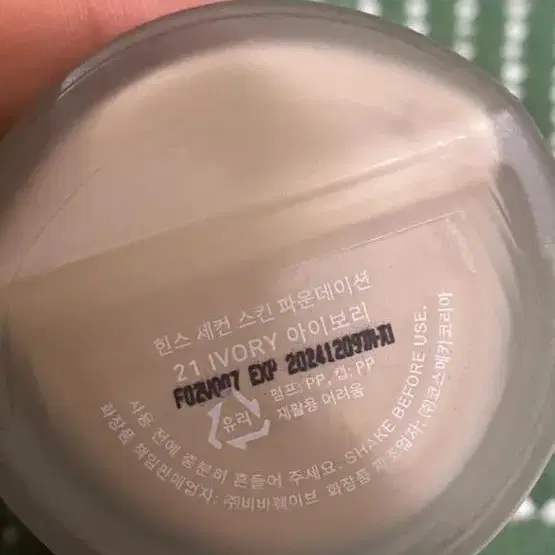 힌스 세컨 스킨 파운데이션
21 IVORY 아이보리
EXP 20241209까지
펌프: PP, 캡: PP
유리
재활용 어려움
사용 전에 충분히 흔들어 주세요. SHAKE BEFORE USE.
화장품 책임판매업자: ㈜비바웨이브 화장품 제조업자: ㈜코스메카코리아